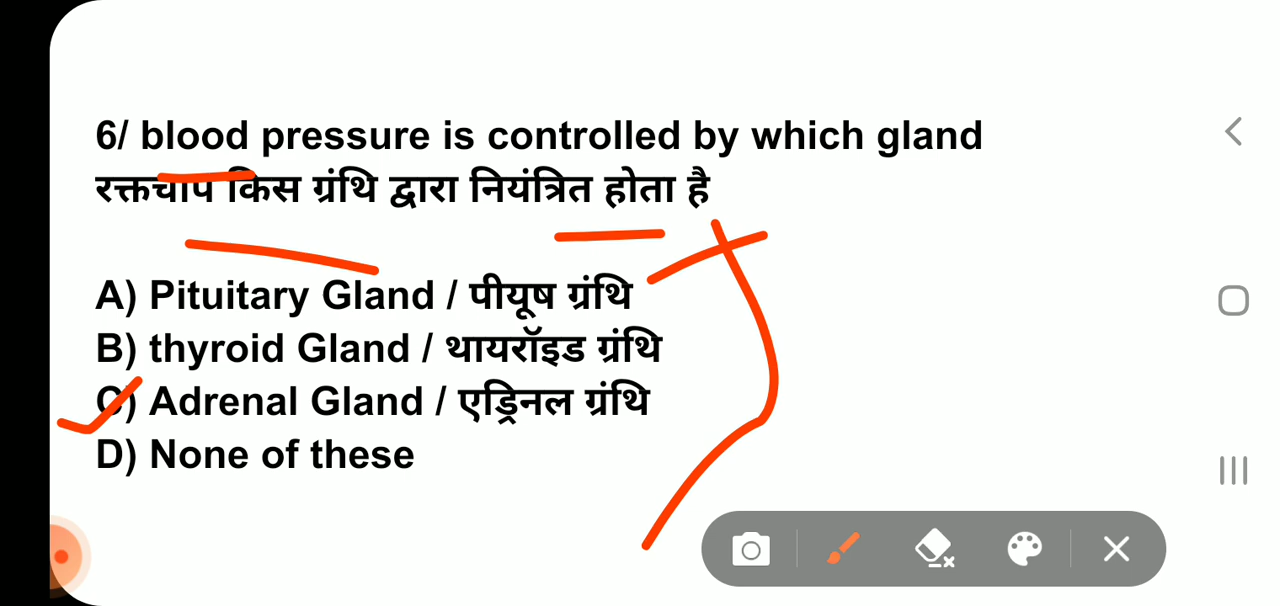 6/ blood pressure is controlled by which gland
रक्तचाप किस ग्रंथि द्वारा नियंत्रित होता है
A) Pituitary Gland / पीयूष ग्रंथि
B) thyroid Gland / थायरॉइड ग्रंथि
C) Adrenal Gland / एड्रिनल ग्रंथि
D) None of these